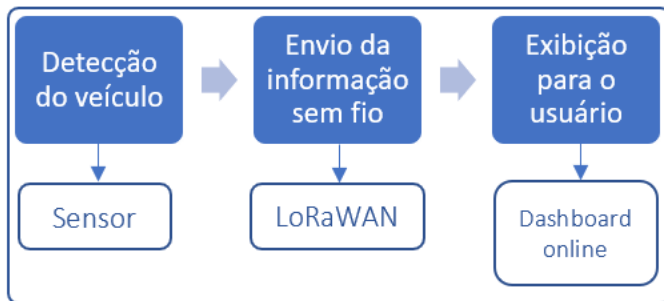 Detecção
do veículo
Envio da
informação
sem fio
Exibição
para o
usuário
Sensor
LoRaWAN
Dashboard
online